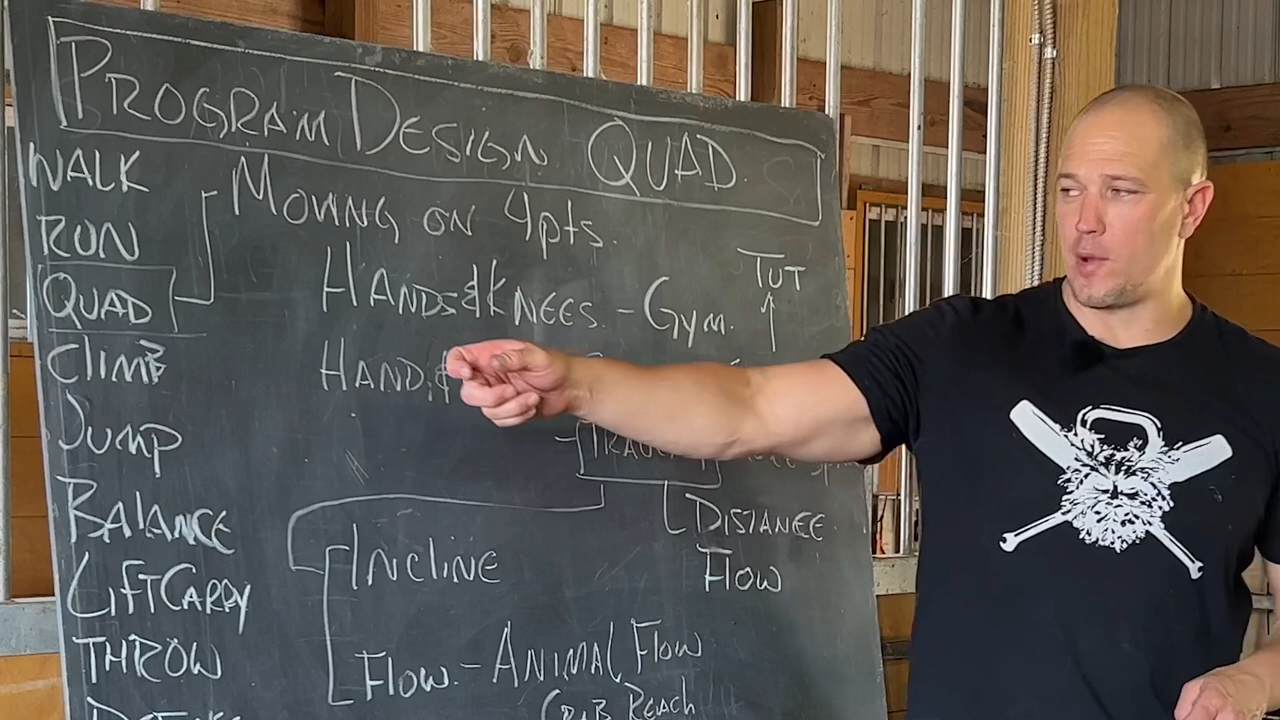 PROGRAM DESIGN QUAD
WALK
RUN
QUAD
CLIMB
JUMP
BALANCE
LIFT CARRY
THROW
MOVING ON 4pts.
HANDS & KNEES - GYM.
TUT
HAND
INCLINE
FLOW - ANIMAL FLOW
CRAB REACH
DISTANCE
FLOW